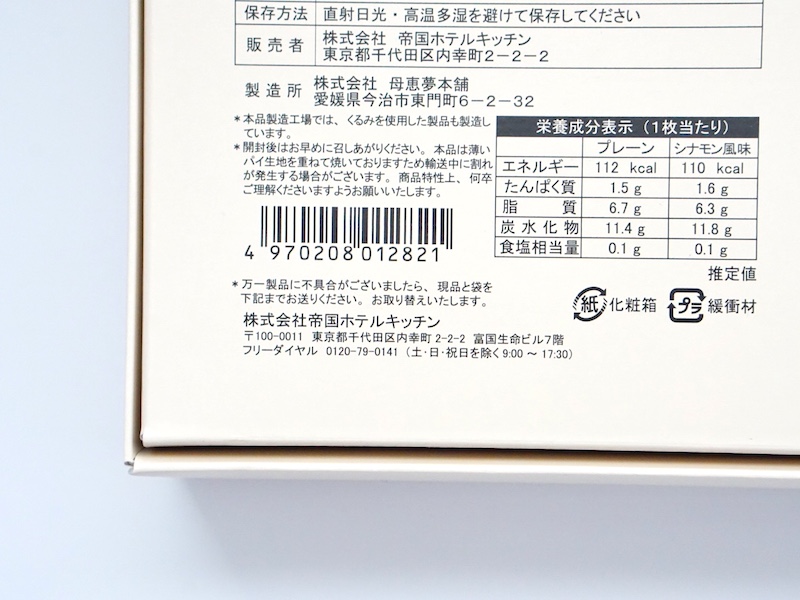 保存方法 直射日光・高温多湿を避けて保存してください
販売者 株式会社 帝国ホテルキッチン
東京都千代田区内幸町2-2-2
製造所 株式会社 母恵夢本舗
愛媛県今治市東門町6-2-32
*本品製造工場では、くるみを使用した製品も製造し
ています。
*開封後はお早めに召しあがりください。本品は薄い
パイ生地を重ねて焼いておりますため輸送中に割れ
が発生する場合がございます。商品特性上、何卒
ご理解くださいますようお願いいたします。
4 970208 012821
栄養成分表示(1枚当たり)
プレーン シナモン風味
エネルギー 112 kcal 110 kcal
たんぱく質 1.5 g 1.6 g
脂質 6.7 g 6.3 g
炭水化物 11.4 g 11.8 g
食塩相当量 0.1 g 0.1 g
推定値
紙 化粧箱 プラ 緩衝材
*万一製品に不具合がございましたら、現品と袋を
下記までお送りください。お取り替えいたします。
株式会社帝国ホテルキッチン
〒100-0011 東京都千代田区内幸町 2-2-2 富国生命ビル7階
フリーダイヤル 0120-79-0141 (土・日・祝日を除く 9:00 ~ 17:30)